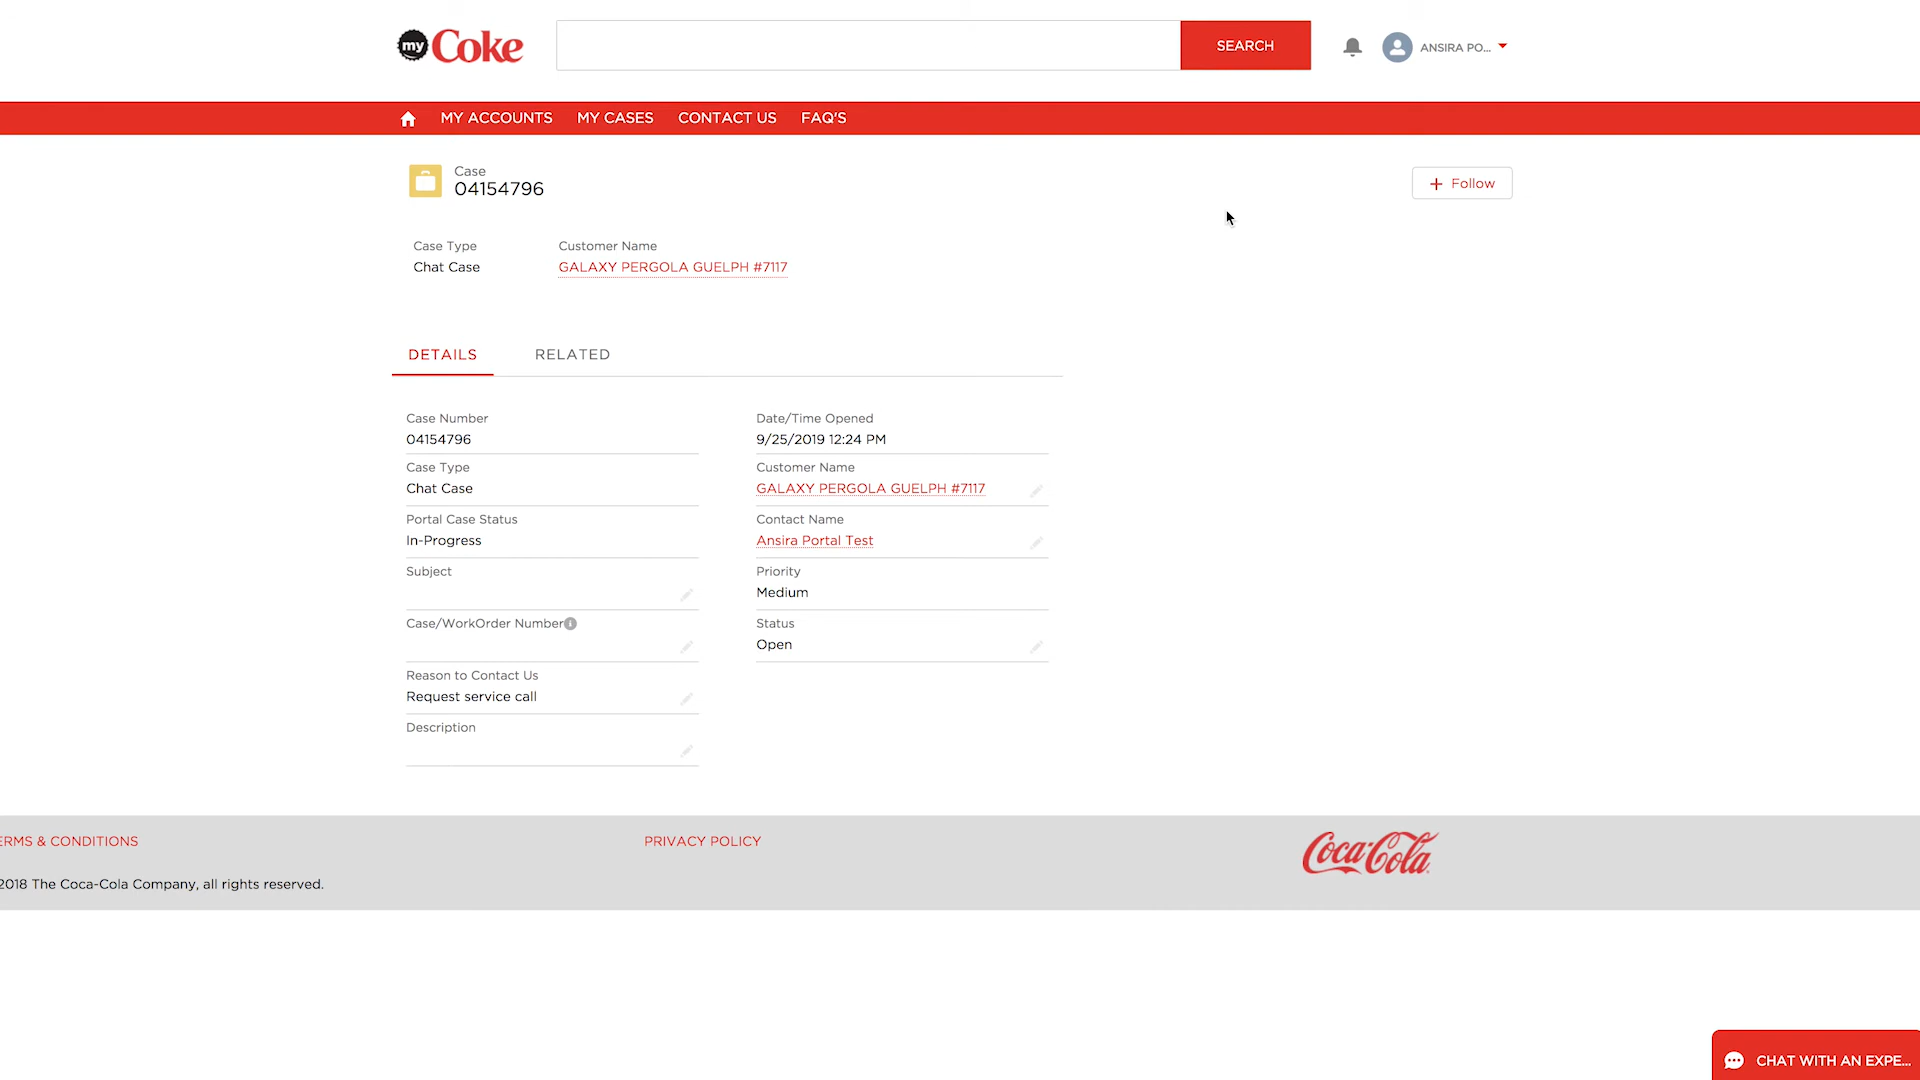 my Coke
SEARCH
ANSIRA PO...
MY ACCOUNTS MY CASES CONTACT US FAQ'S
Case
04154796
Follow
Case Type
Chat Case
Customer Name
GALAXY PERGOLA GUELPH #7117
DETAILS RELATED
Case Number
04154796
Date/Time Opened
9/25/2019 12:24 PM
Case Type
Chat Case
Customer Name
GALAXY PERGOLA GUELPH #7117
Portal Case Status
In-Progress
Contact Name
Ansira Portal Test
Subject
Priority
Medium
Case/WorkOrder Number
Status
Open
Reason to Contact Us
Request service call
Description
ERMS & CONDITIONS
PRIVACY POLICY
Coca-Cola
2018 The Coca-Cola Company, all rights reserved.
CHAT WITH AN EXPE...